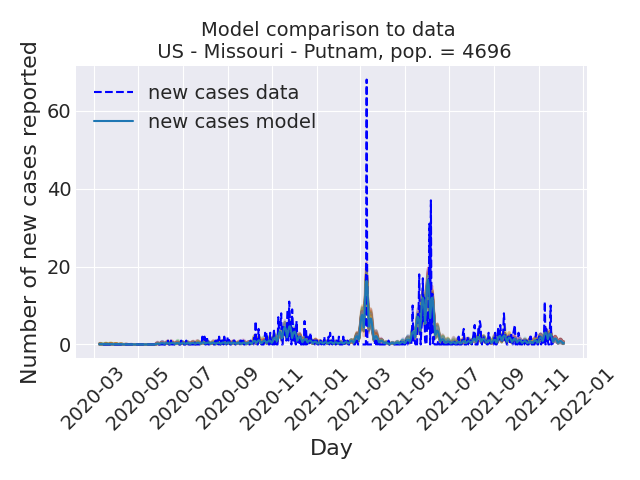 Model comparison to data
US - Missouri - Putnam, pop. = 4696
Number of new cases reported
60
40
20
0
new cases data
new cases model
2020-03
2020-05
2020-07
2020-09
2020-11
2021-01
2021-03
2021-05
2021-07
2021-09
2021-11
2022-01
Day